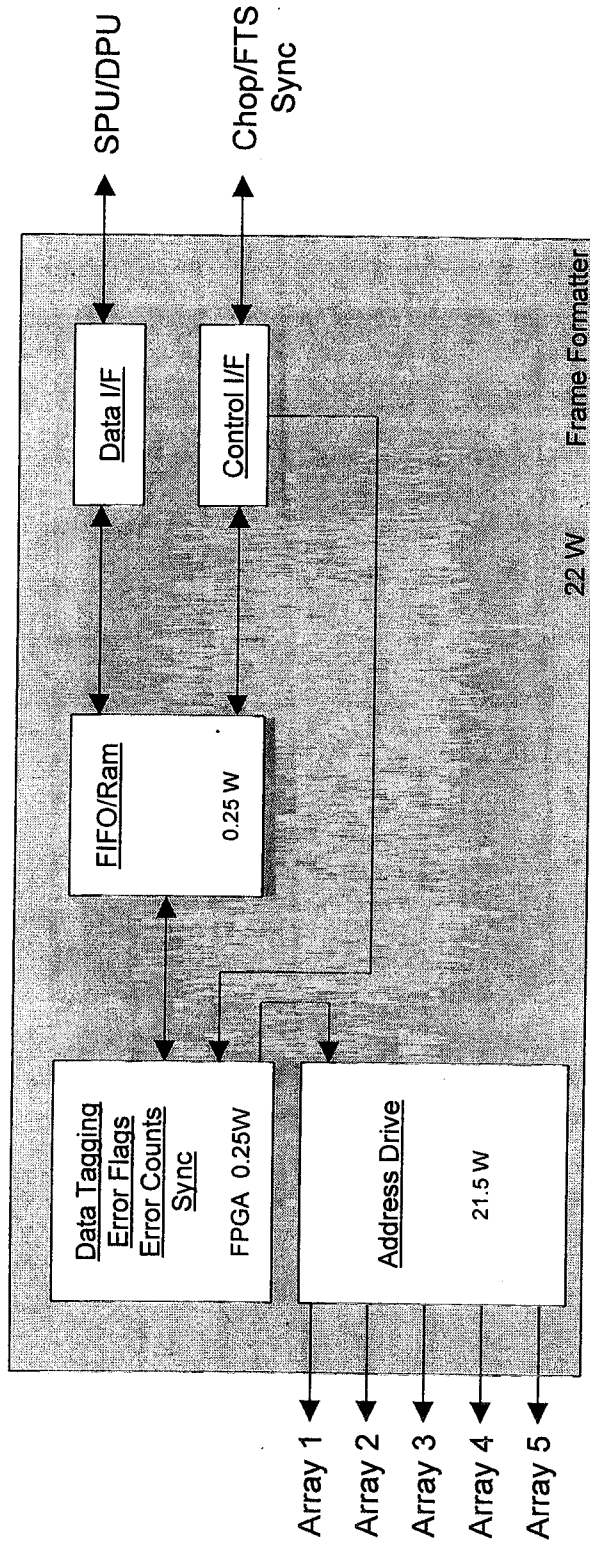 SPU/DPU
Chop/FTS
Sync
Data I/F
Control I/F
FIFO/Ram
0.25 W
Data Tagging
Error Flags
Error Counts
Sync
FPGA 0.25W
Address Drive
21.5 W
Array 1
Array 2
Array 3
Array 4
Array 5
22 W
Frame Formatter